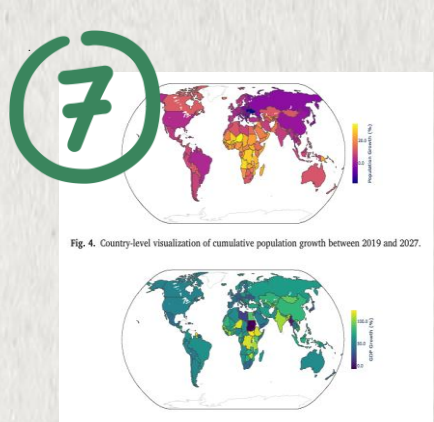 7
Population Growth (%)
Fig. 4. Country-level visualization of cumulative population growth between 2019 and 2027.
GDP Growth (%)